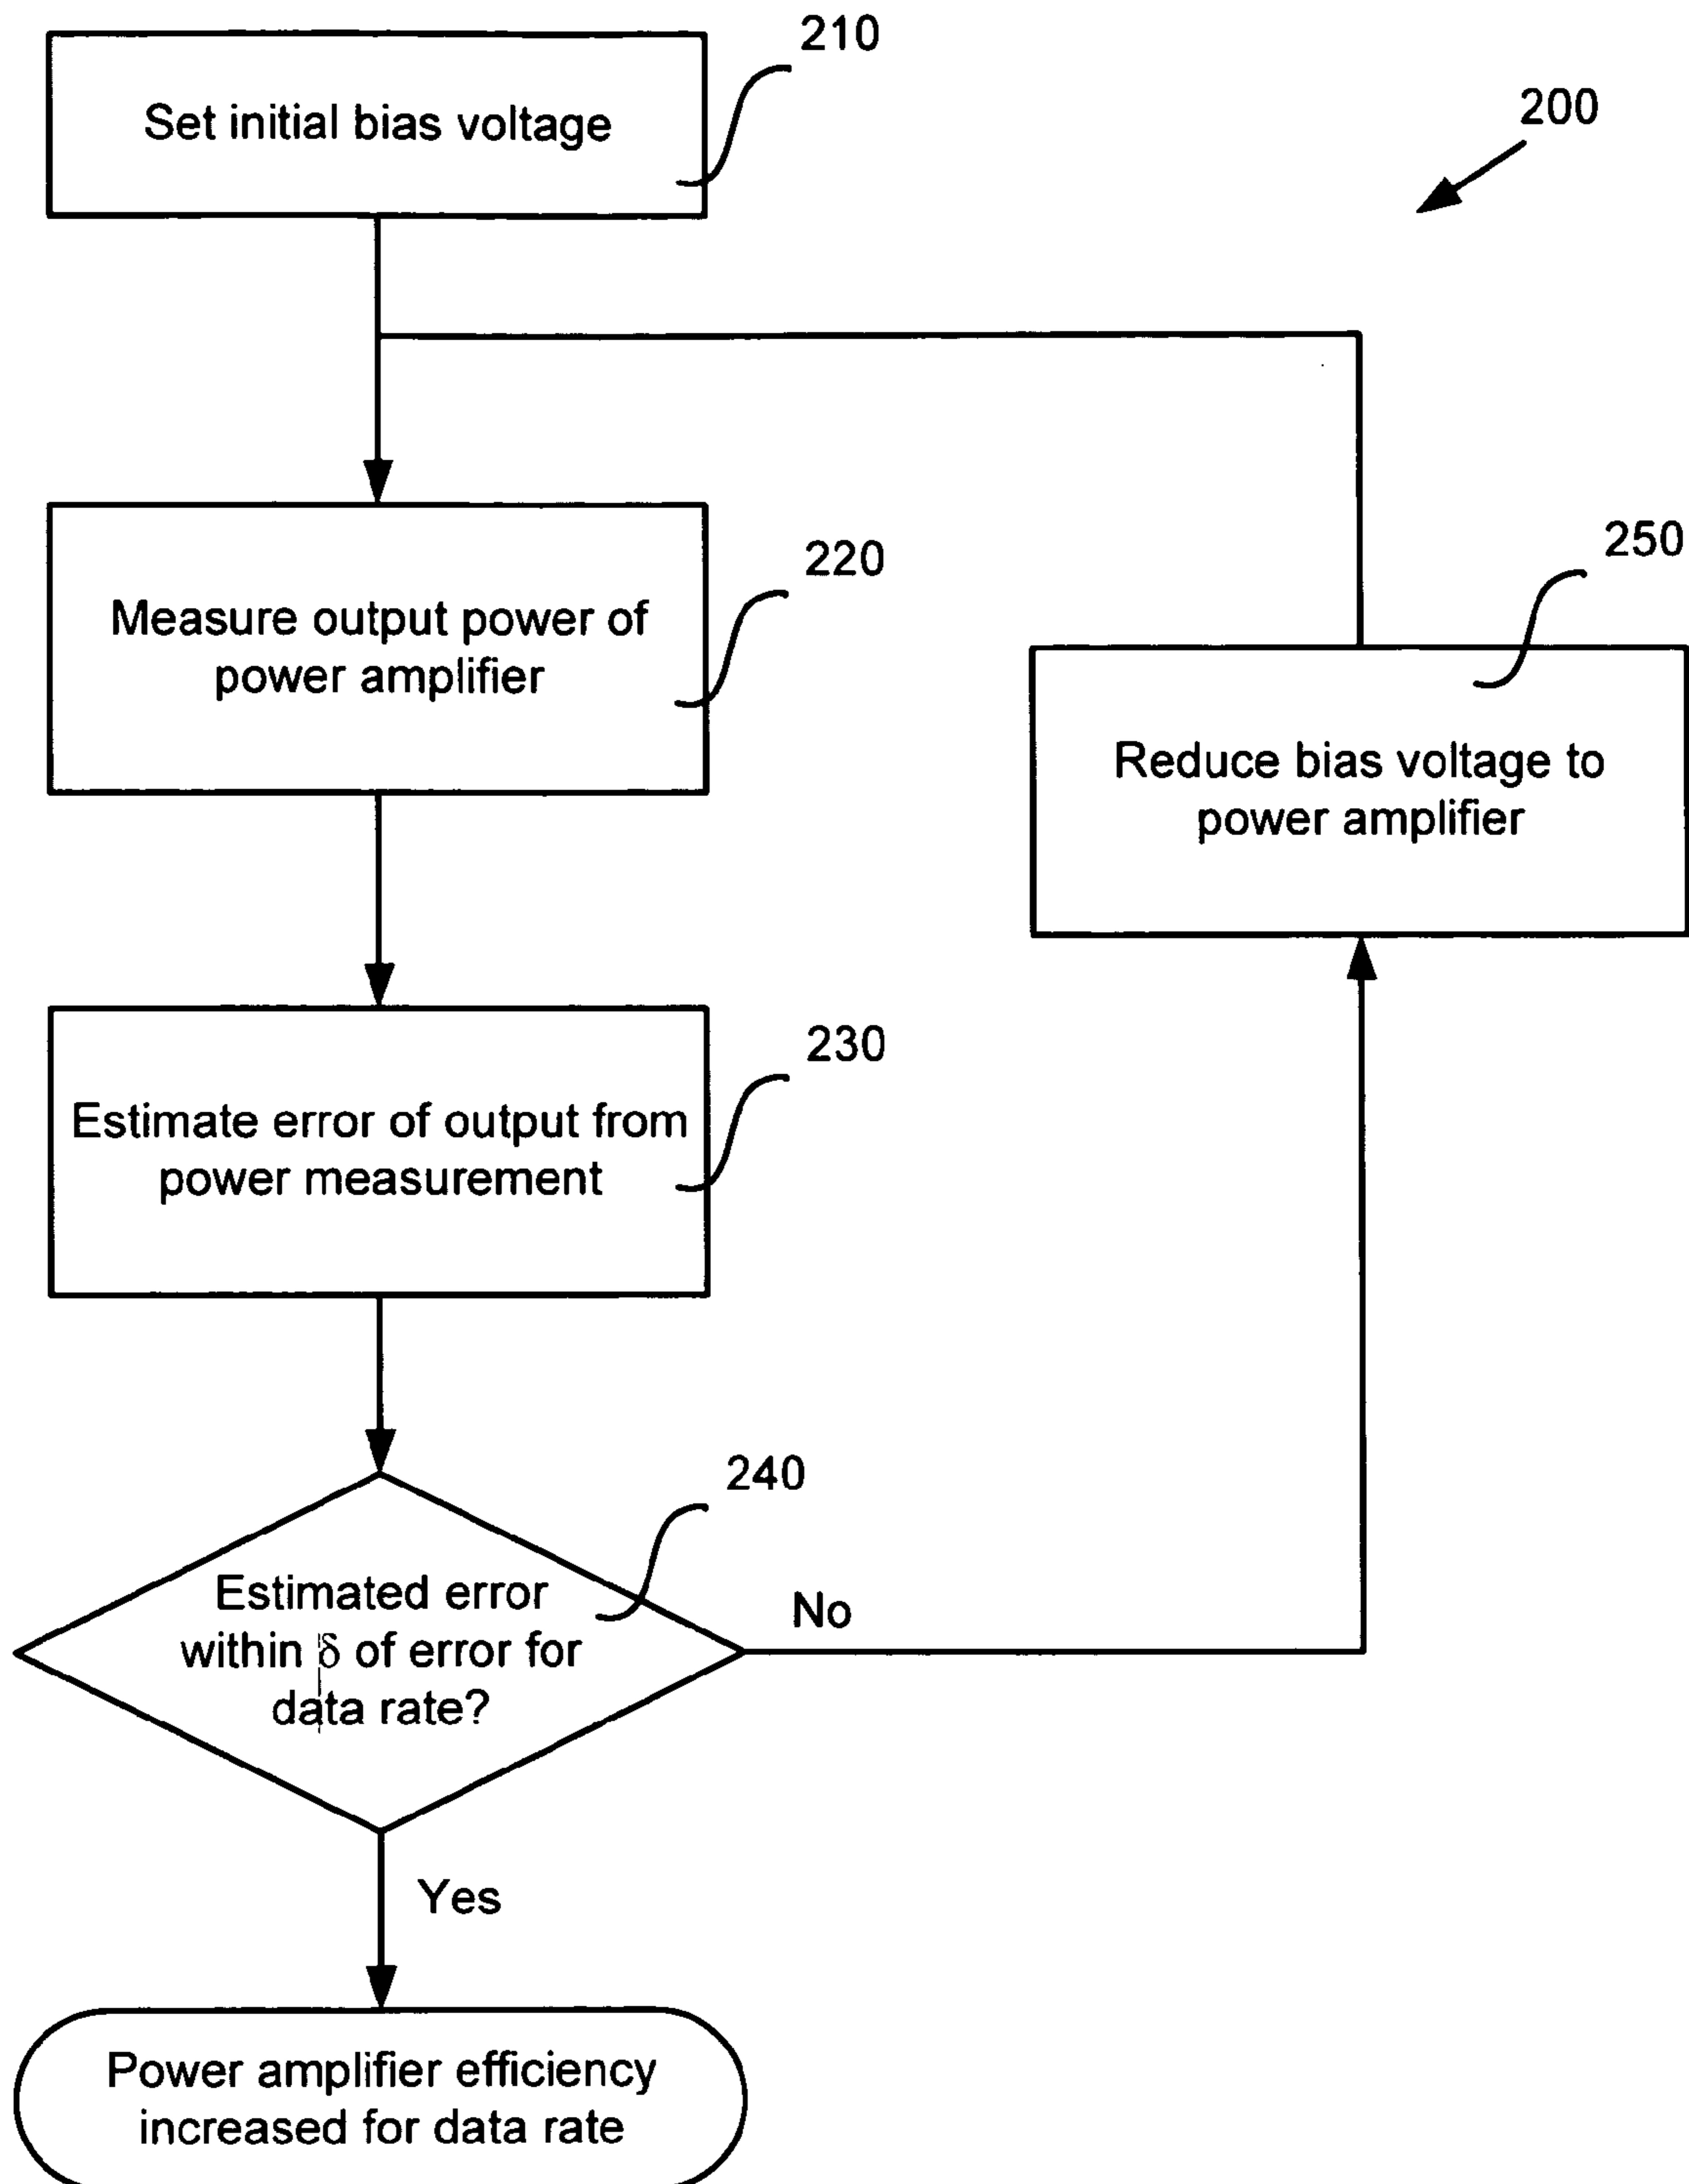 210
Set initial bias voltage
200
220
Measure output power of
power amplifier
250
Reduce bias voltage to
power amplifier
230
Estimate error of output from
power measurement
240
Estimated error
within δ of error for
data rate?
No
Yes
Power amplifier efficiency
increased for data rate